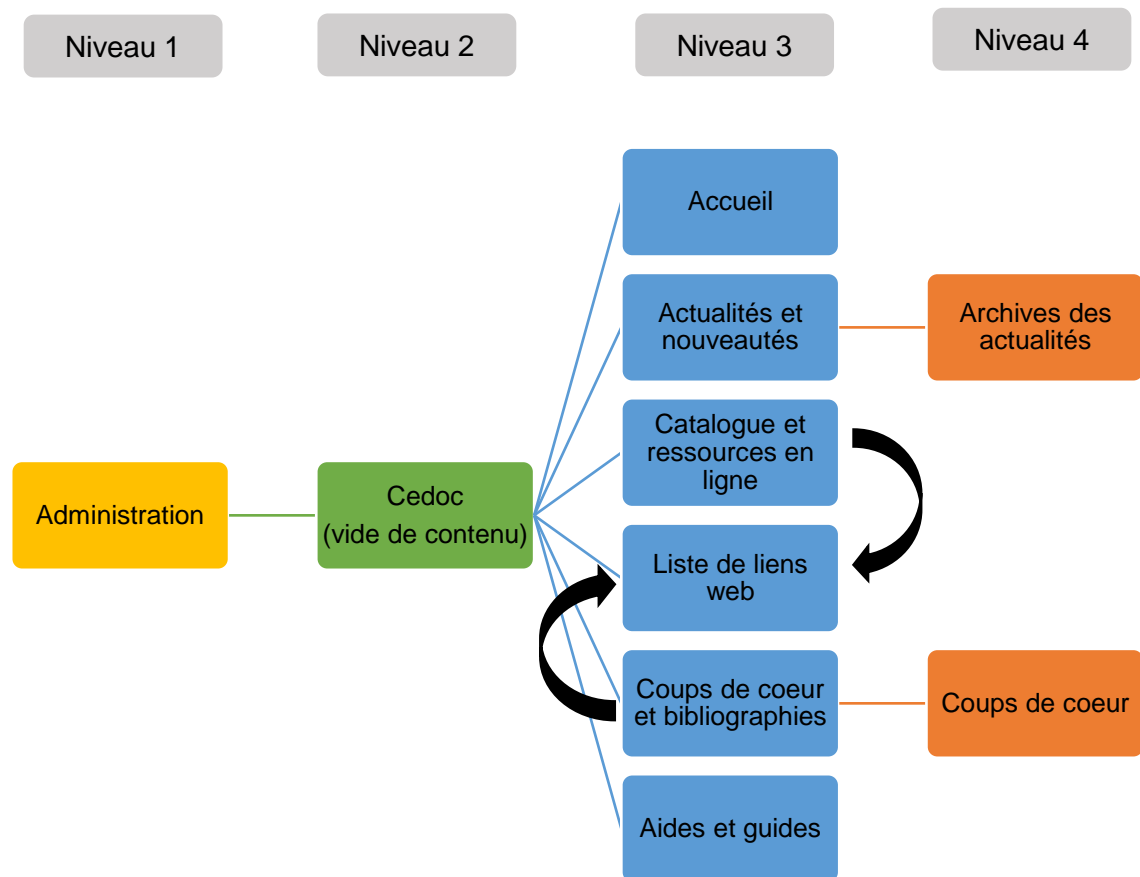 Niveau 1
Niveau 2
Niveau 3
Niveau 4
Accueil
Actualités et
nouveautés
Archives des
actualités
Catalogue et
ressources en
ligne
Administration
Cedoc
(vide de contenu)
Liste de liens
web
Coups de coeur
et bibliographies
Coups de coeur
Aides et guides